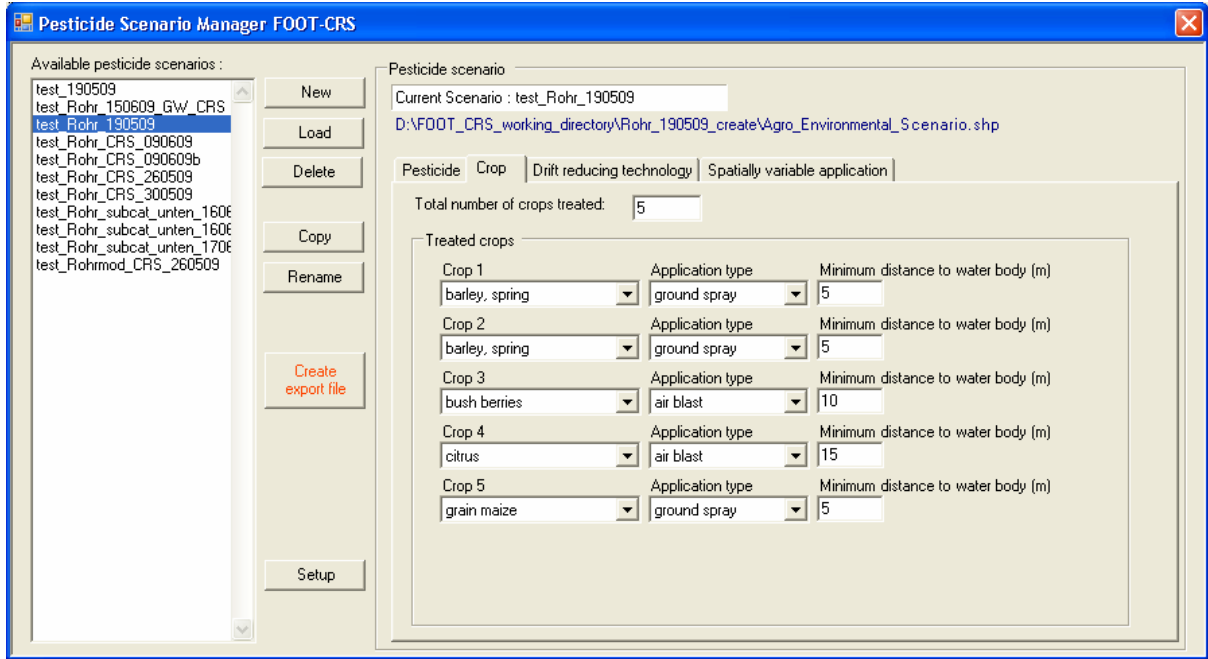 Pesticide Scenario Manager FOOT-CRS
Available pesticide scenarios :
test_190509
test_Rohr_150609_GW_CRS
test_Rohr_190509
test_Rohr_CRS_090609
test_Rohr_CRS_090609b
test_Rohr_CRS_260509
test_Rohr_CRS_300509
test_Rohr_subcat_unten_1606
test_Rohr_subcat_unten_1606
test_Rohr_subcat_unten_1706
test_Rohrmod_CRS_260509
New
Load
Delete
Copy
Rename
Create
export file
Setup
Pesticide scenario
Current Scenario : test_Rohr_190509
D:\FOOT_CRS_working_directory\Rohr_190509_create\Agro_Environmental_Scenario.shp
Pesticide Crop Drift reducing technology Spatially variable application
Total number of crops treated: 5
Treated crops
Crop 1 Application type Minimum distance to water body (m)
barley, spring ground spray 5
Crop 2 Application type Minimum distance to water body (m)
barley, spring ground spray 5
Crop 3 Application type Minimum distance to water body (m)
bush berries air blast 10
Crop 4 Application type Minimum distance to water body (m)
citrus air blast 15
Crop 5 Application type Minimum distance to water body (m)
grain maize ground spray 5